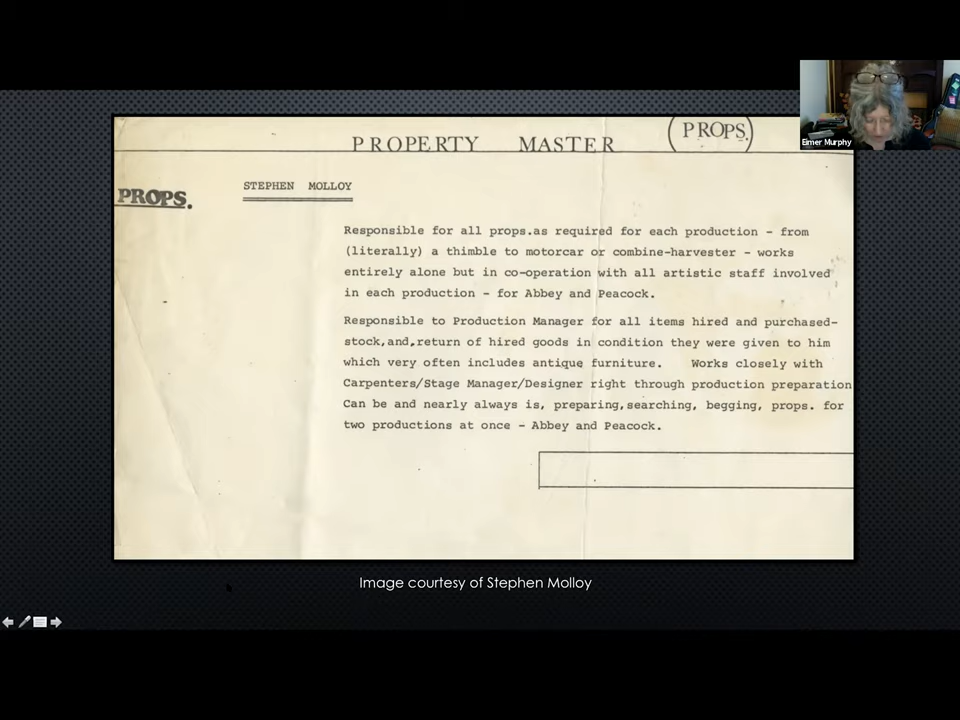 PROPERTY MASTER (PROPS.)
Eimer Murphy
PROPS.
STEPHEN MOLLOY
Responsible for all props.as required for each production - from
(literally) a thimble to motorcar or combine-harvester - works
entirely alone but in co-operation with all artistic staff involved
in each production - for Abbey and Peacock.
Responsible to Production Manager for all items hired and purchased-
stock,and,return of hired goods in condition they were given to him
which very often includes antique furniture. Works closely with
Carpenters/Stage Manager/Designer right through production preparation
Can be and nearly always is, preparing,searching, begging, props. for
two productions at once - Abbey and Peacock.
Image courtesy of Stephen Molloy